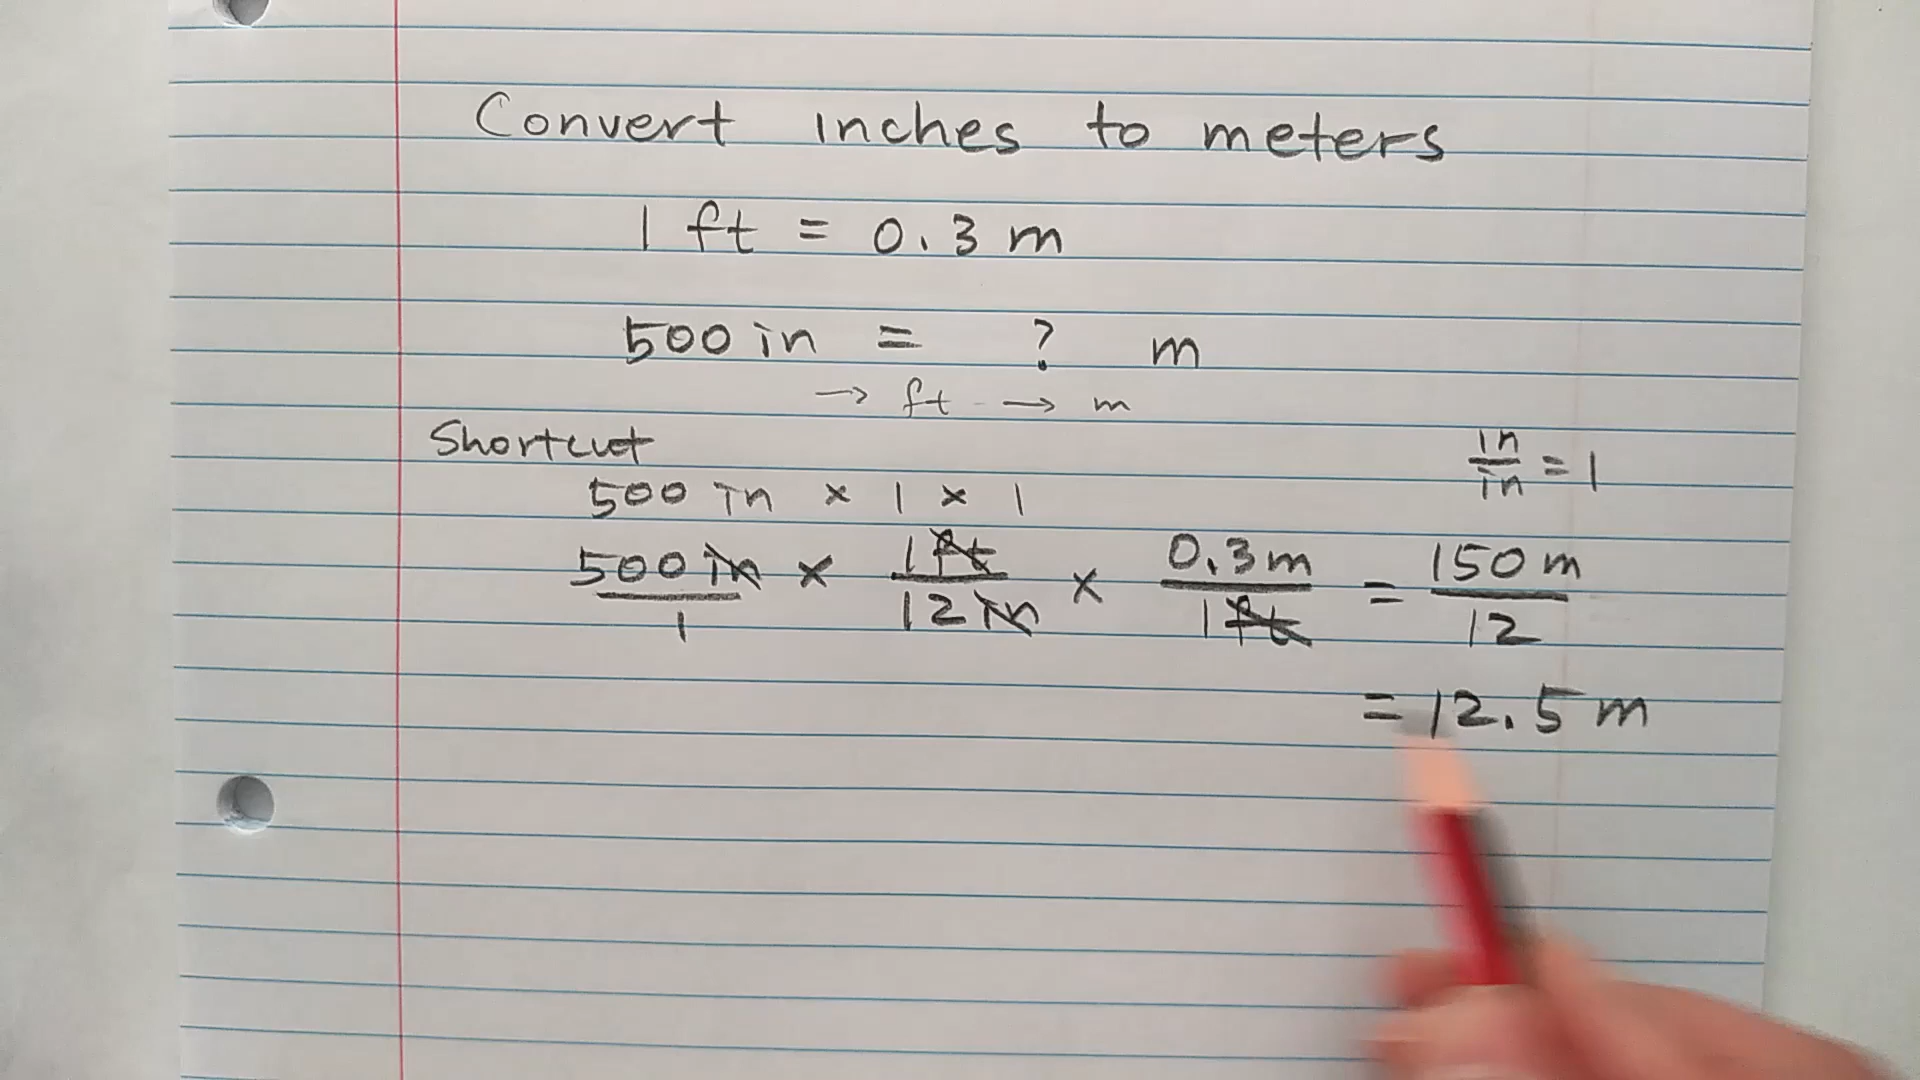 Convert inches to meters
1 ft = 0.3 m
500 in = ? m
→ ft → m
Shortcut
in/in = 1
500 in × 1 × 1
500 in/1 × 1 ft/12 in × 0.3 m/1 ft = 150 m/12
= 12.5 m